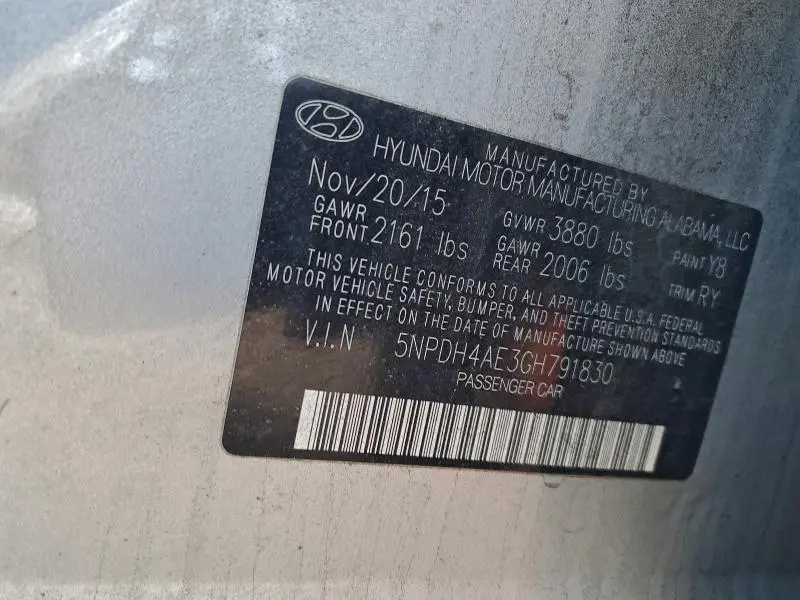 MANUFACTURED BY
HYUNDAI MOTOR MANUFACTURING ALABAMA, LLC
Nov/20/15 GVWR 3880 lbs PAINT Y8
GAWR FRONT 2161 lbs GAWR REAR 2006 lbs TRIM RY
THIS VEHICLE CONFORMS TO ALL APPLICABLE U.S.A. FEDERAL
MOTOR VEHICLE SAFETY, BUMPER, AND THEFT PREVENTION STANDARDS
IN EFFECT ON THE DATE OF MANUFACTURE SHOWN ABOVE
V.I.N 5NPDH4AE3GH791830
PASSENGER CAR